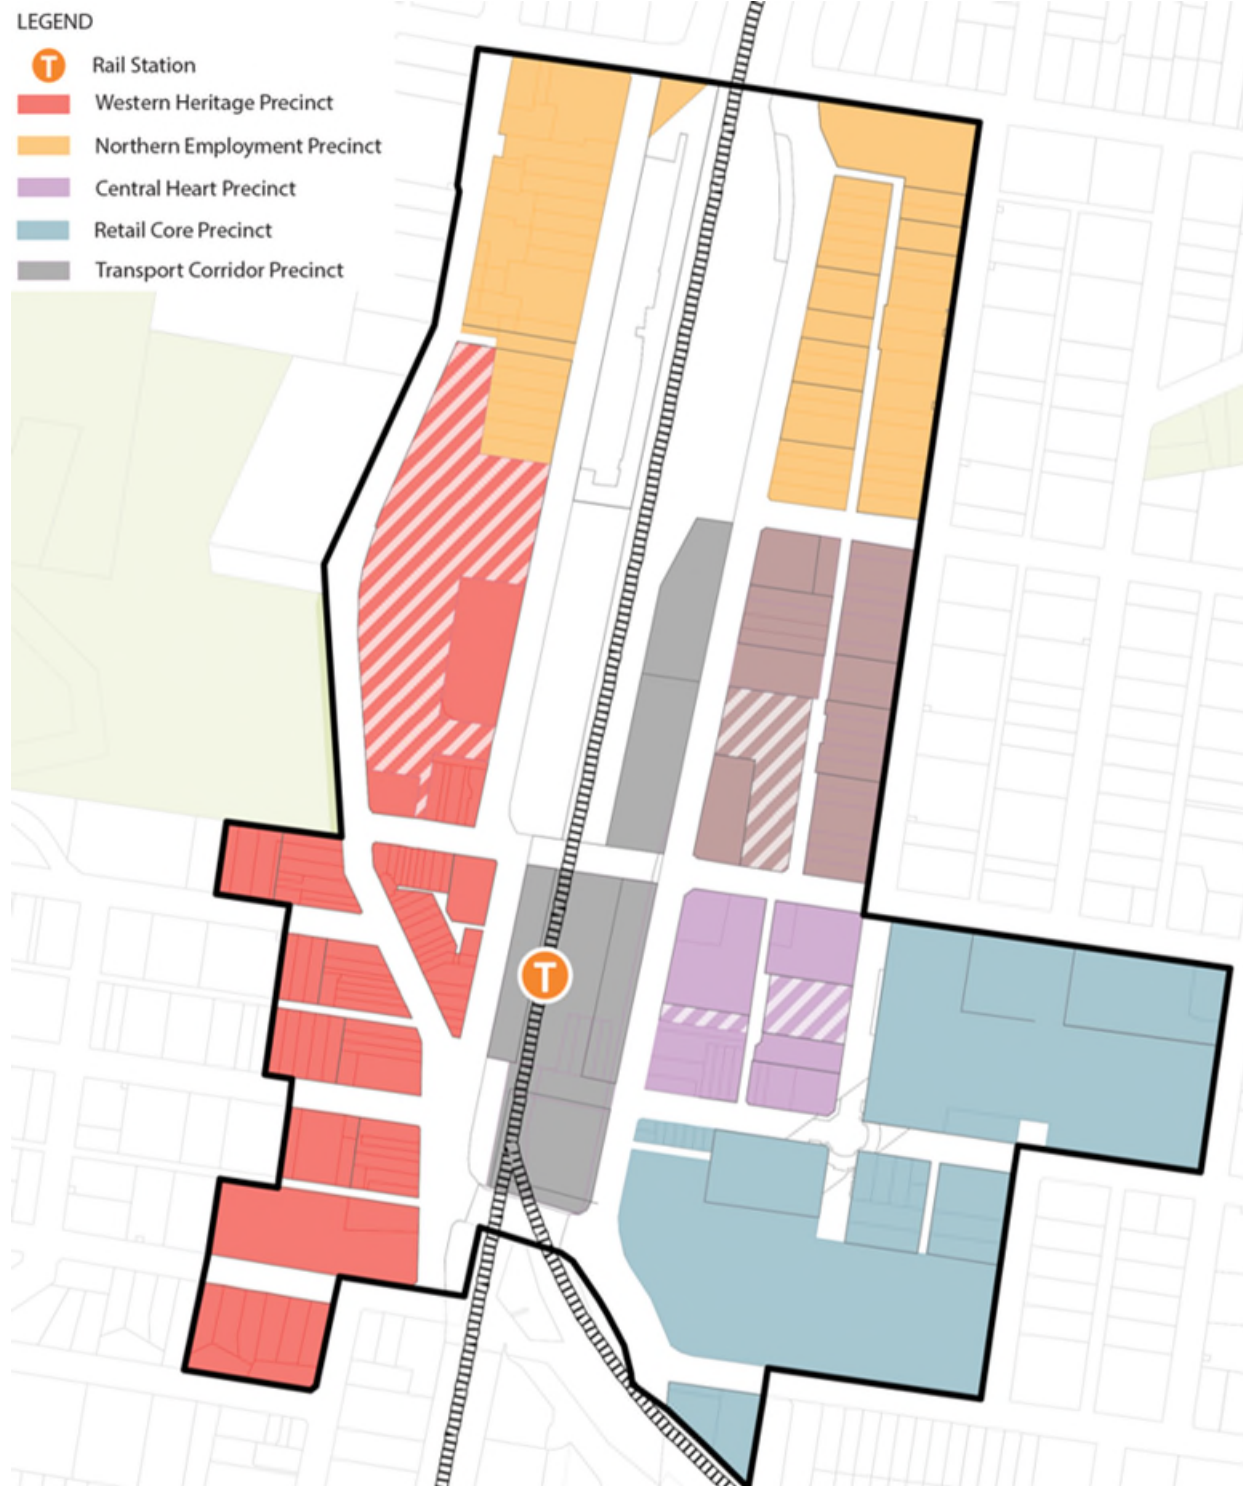 LEGEND
T Rail Station
Western Heritage Precinct
Northern Employment Precinct
Central Heart Precinct
Retail Core Precinct
Transport Corridor Precinct
T